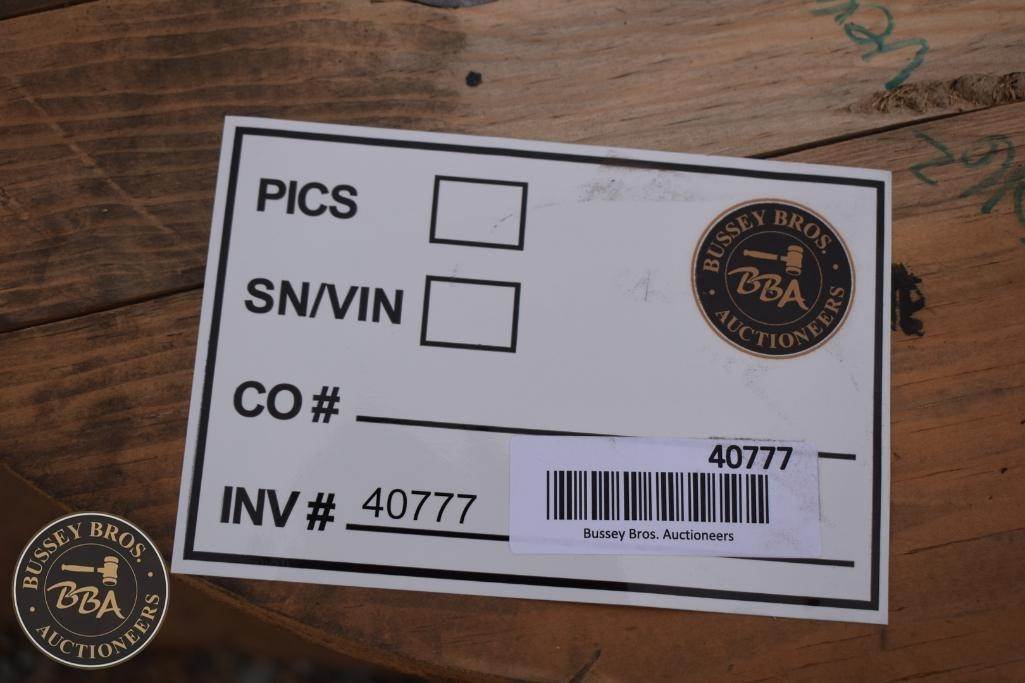 PICS
SN/VIN
CO #
INV # 40777
40777
Bussey Bros. Auctioneers
BUSSEY BROS.
BBA
AUCTIONEERS
BUSSEY BROS.
BBA
AUCTIONEERS